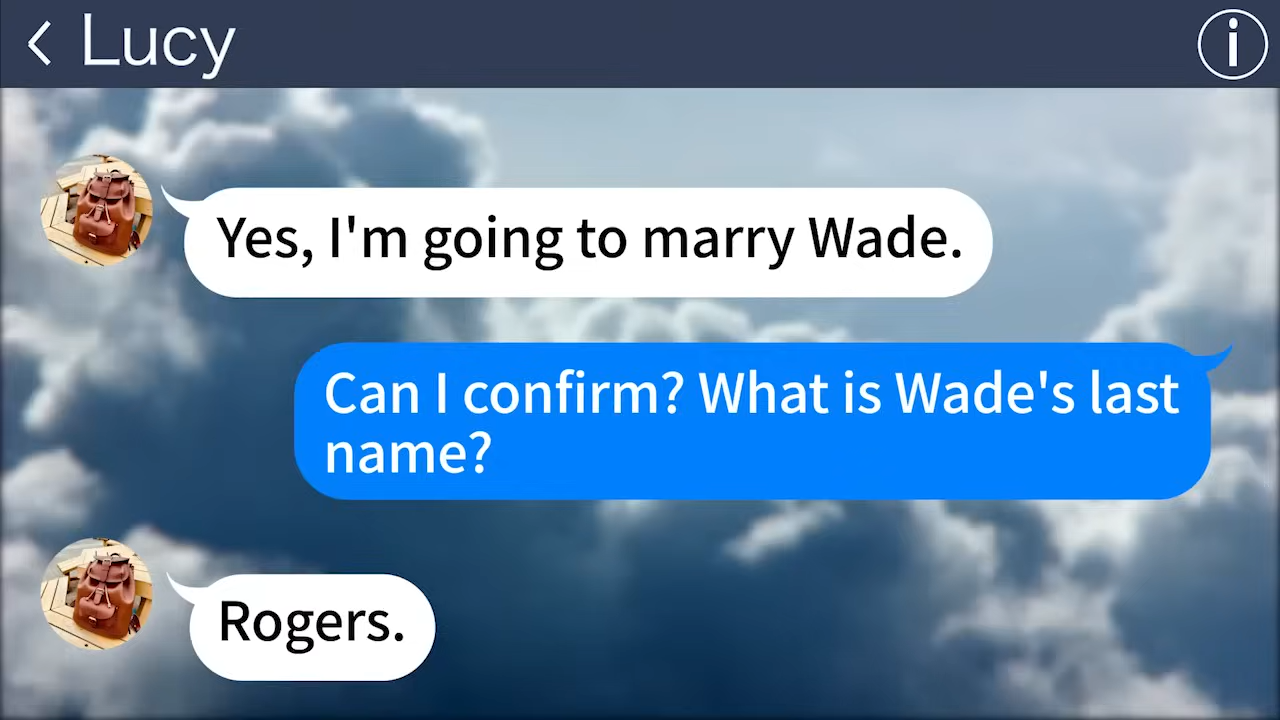 Lucy
Yes, I'm going to marry Wade.
Can I confirm? What is Wade's last
name?
Rogers.